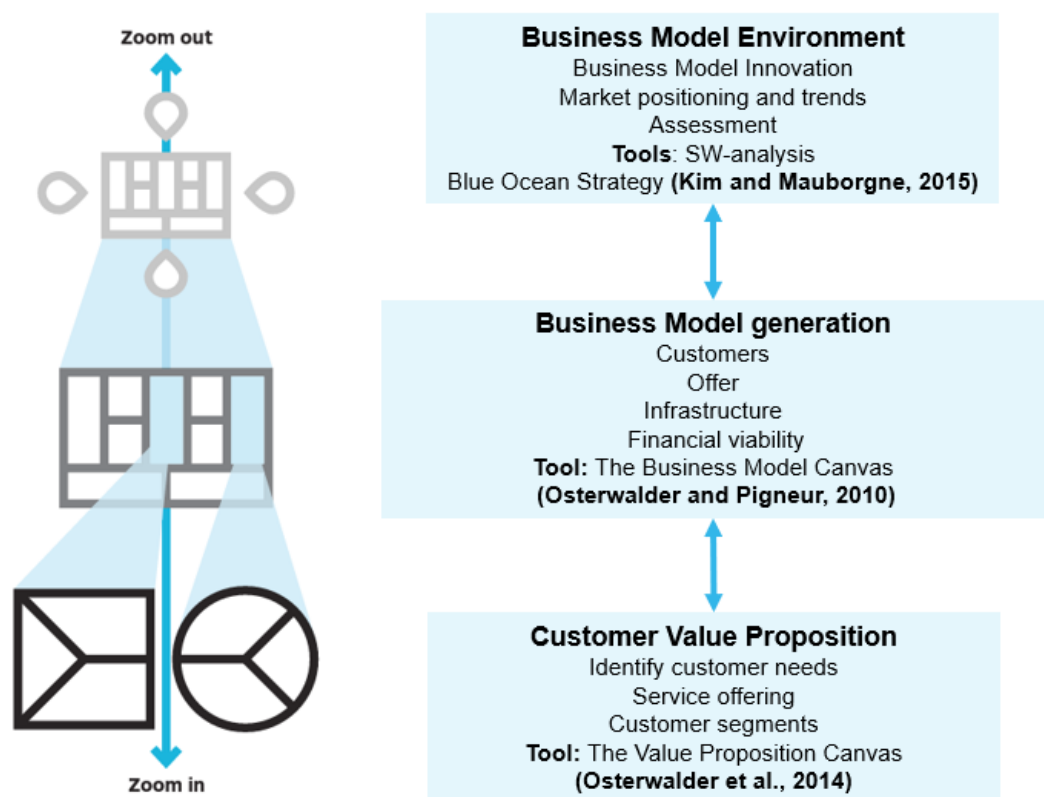 Zoom out
Business Model Environment
Business Model Innovation
Market positioning and trends
Assessment
Tools: SW-analysis
Blue Ocean Strategy (Kim and Mauborgne, 2015)
Business Model generation
Customers
Offer
Infrastructure
Financial viability
Tool: The Business Model Canvas
(Osterwalder and Pigneur, 2010)
Customer Value Proposition
Identify customer needs
Service offering
Customer segments
Tool: The Value Proposition Canvas
(Osterwalder et al., 2014)
Zoom in